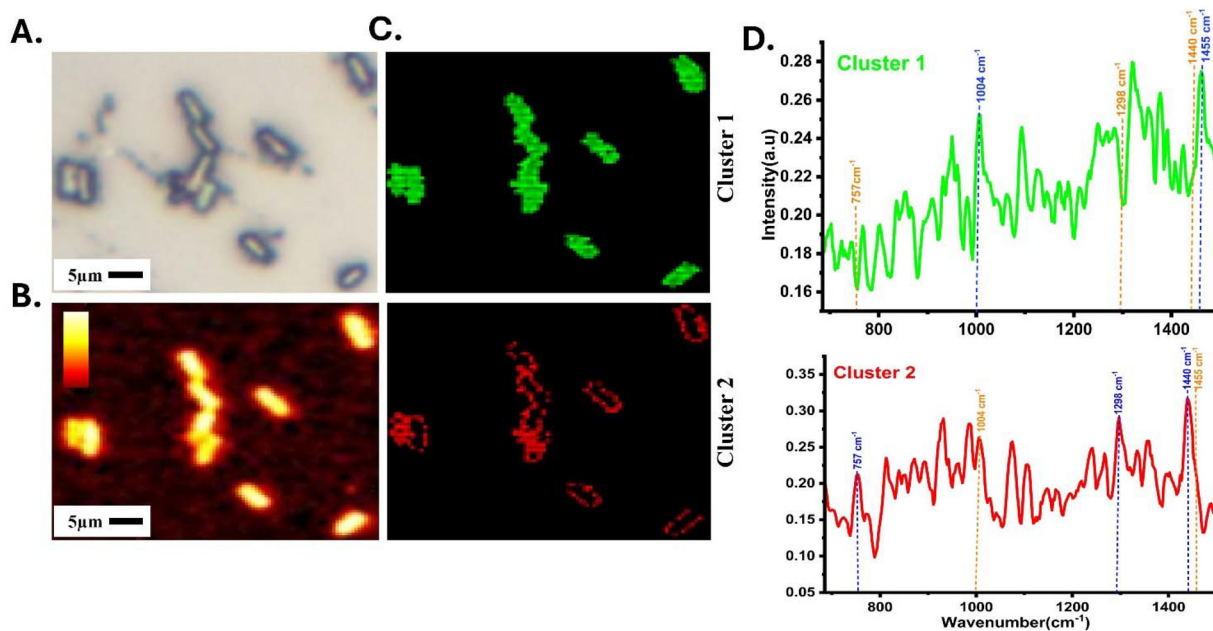 A.
5µm
B.
5µm
C.
Cluster 1
Cluster 2
D.
Cluster 1
Intensity(a.u)
0.28
0.26
0.24
0.22
0.20
0.18
0.16
757cm-1
1004 cm-1
1298 cm-1
1440 cm-1
1455 cm-1
800
1000
1200
1400
Cluster 2
0.35
0.30
0.25
0.20
0.15
0.10
0.05
757 cm-1
1004 cm-1
1298 cm-1
1440 cm-1
1455 cm-1
800
1000
1200
1400
Wavenumber(cm-1)